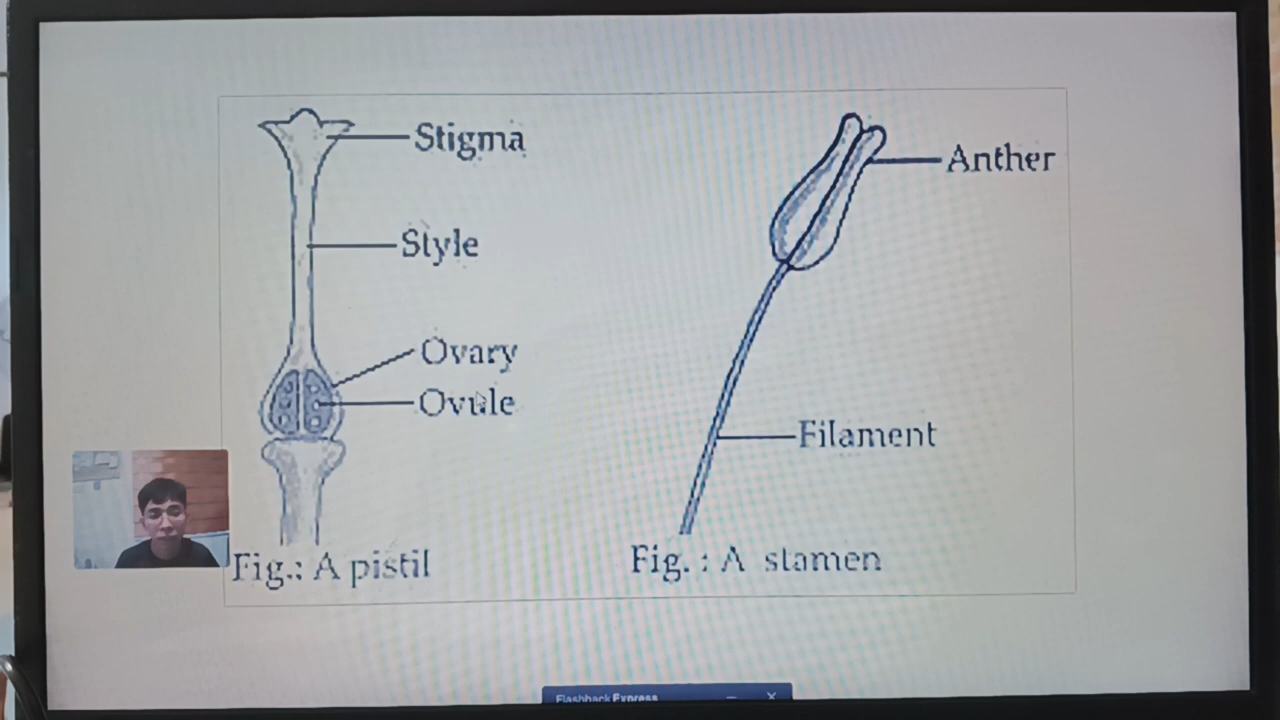 Stigma
Style
Ovary
Ovule
Fig.: A pistil
Anther
Filament
Fig. : A stamen
Flashback Express